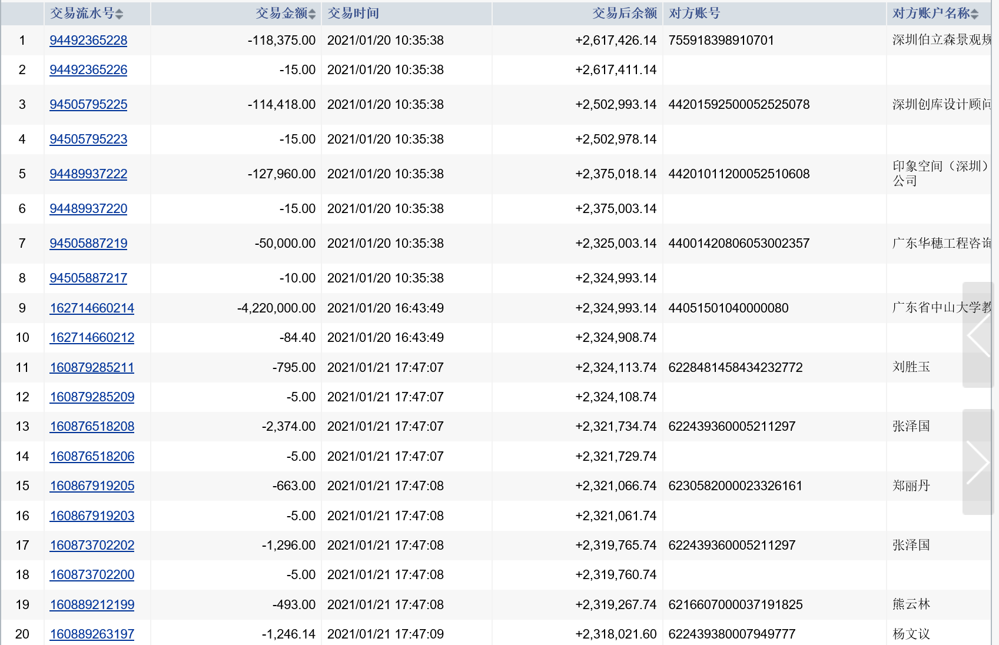 交易流水号 交易金额 交易时间 交易后余额 对方账号 对方账户名称
1 94492365228 -118,375.00 2021/01/20 10:35:38 +2,617,426.14 755918398910701 深圳伯立森景观规
2 94492365226 -15.00 2021/01/20 10:35:38 +2,617,411.14
3 94505795225 -114,418.00 2021/01/20 10:35:38 +2,502,993.14 44201592500052525078 深圳创库设计顾问
4 94505795223 -15.00 2021/01/20 10:35:38 +2,502,978.14
5 94489937222 -127,960.00 2021/01/20 10:35:38 +2,375,018.14 44201011200052510608 印象空间（深圳）
公司
6 94489937220 -15.00 2021/01/20 10:35:38 +2,375,003.14
7 94505887219 -50,000.00 2021/01/20 10:35:38 +2,325,003.14 44001420806053002357 广东华穗工程咨询
8 94505887217 -10.00 2021/01/20 10:35:38 +2,324,993.14
9 162714660214 -4,220,000.00 2021/01/20 16:43:49 +2,324,993.14 44051501040000080 广东省中山大学教
10 162714660212 -84.40 2021/01/20 16:43:49 +2,324,908.74
11 160879285211 -795.00 2021/01/21 17:47:07 +2,324,113.74 6228481458434232772 刘胜玉
12 160879285209 -5.00 2021/01/21 17:47:07 +2,324,108.74
13 160876518208 -2,374.00 2021/01/21 17:47:07 +2,321,734.74 622439360005211297 张泽国
14 160876518206 -5.00 2021/01/21 17:47:07 +2,321,729.74
15 160867919205 -663.00 2021/01/21 17:47:08 +2,321,066.74 6230582000023326161 郑丽丹
16 160867919203 -5.00 2021/01/21 17:47:08 +2,321,061.74
17 160873702202 -1,296.00 2021/01/21 17:47:08 +2,319,765.74 622439360005211297 张泽国
18 160873702200 -5.00 2021/01/21 17:47:08 +2,319,760.74
19 160889212199 -493.00 2021/01/21 17:47:08 +2,319,267.74 6216607000037191825 熊云林
20 160889263197 -1,246.14 2021/01/21 17:47:09 +2,318,021.60 622439380007949777 杨文议